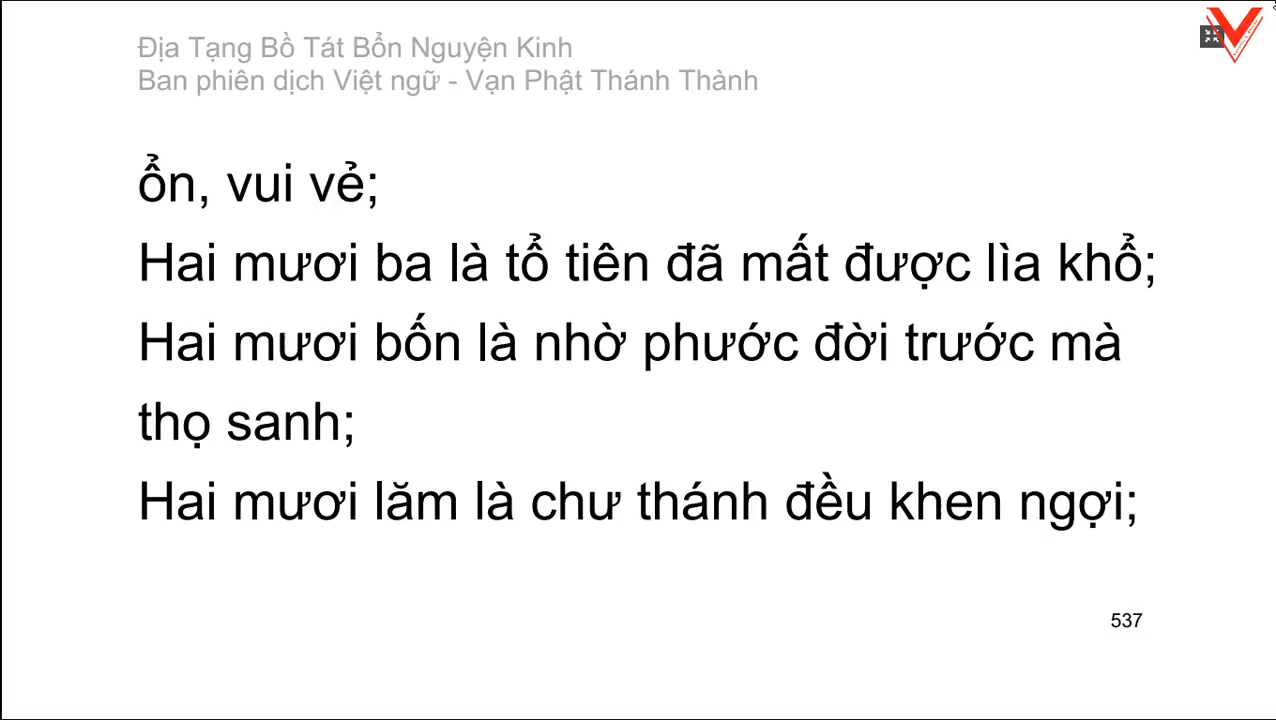 Địa Tạng Bồ Tát Bổn Nguyện Kinh
Ban phiên dịch Việt ngữ - Vạn Phật Thánh Thành
ổn, vui vẻ;
Hai mươi ba là tổ tiên đã mất được lìa khổ;
Hai mươi bốn là nhờ phước đời trước mà
thọ sanh;
Hai mươi lăm là chư thánh đều khen ngợi;
537